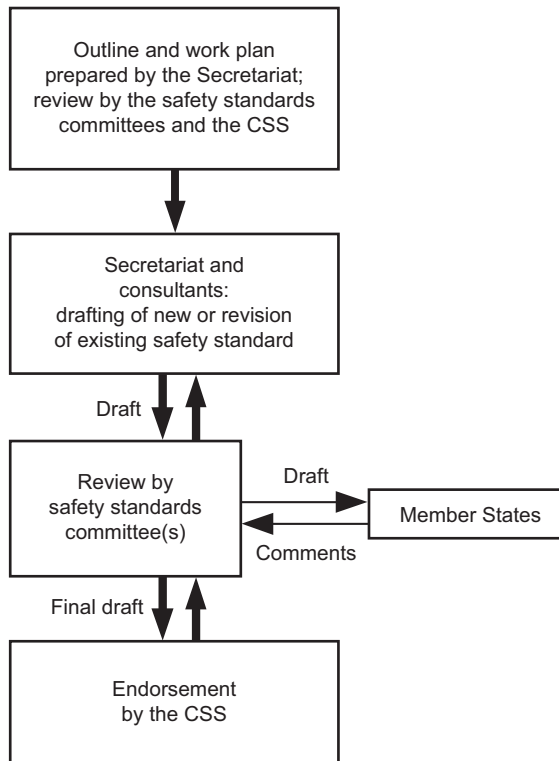 Outline and work plan
prepared by the Secretariat;
review by the safety standards
committees and the CSS
Secretariat and
consultants:
drafting of new or revision
of existing safety standard
Draft
Review by
safety standards
committee(s)
Draft
Member States
Comments
Final draft
Endorsement
by the CSS